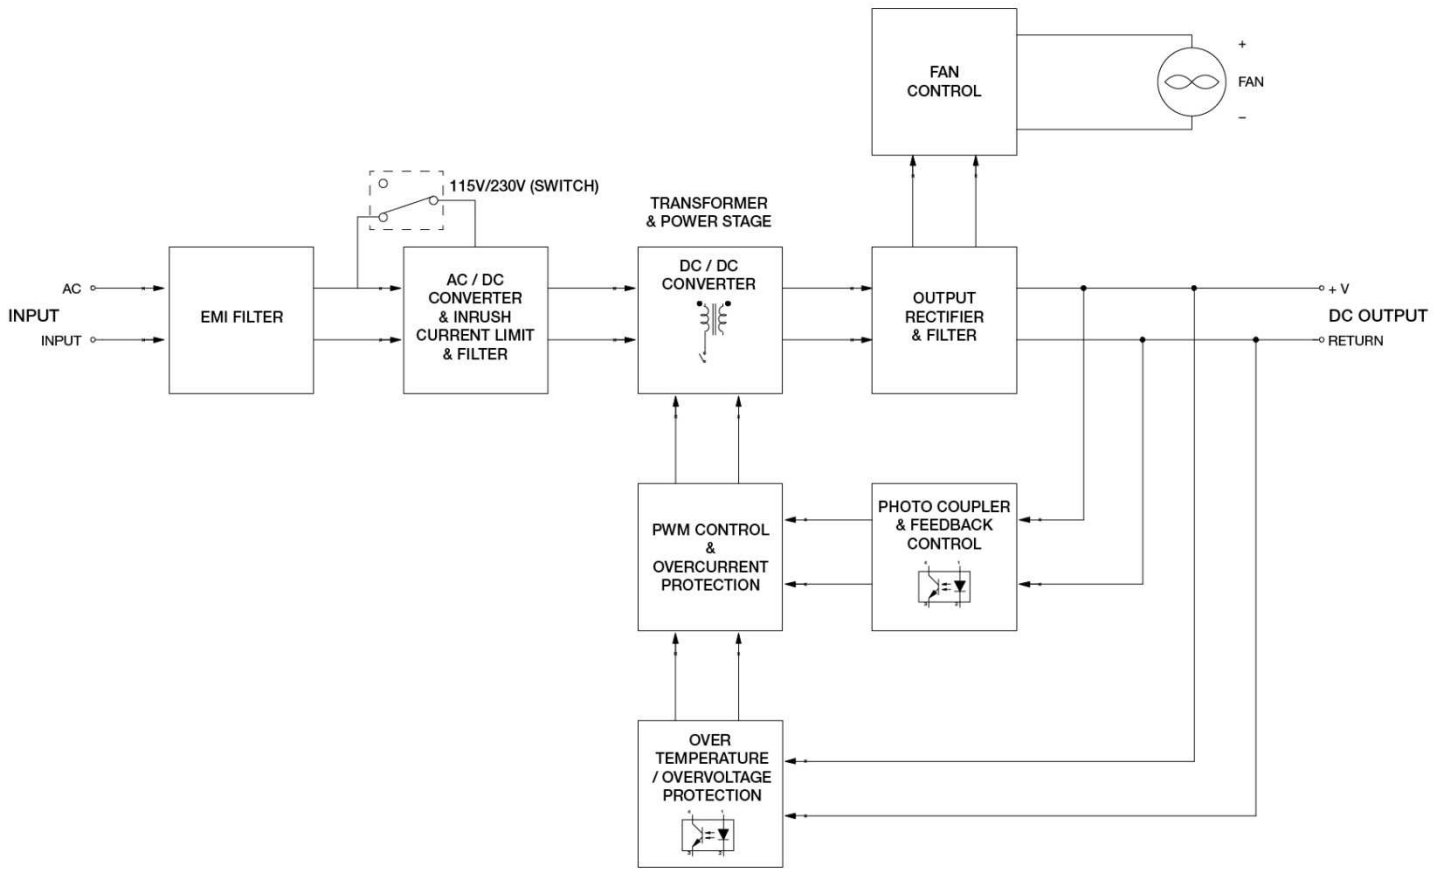 FAN
CONTROL
+
FAN
−
115V/230V (SWITCH)
TRANSFORMER
& POWER STAGE
INPUT
AC
INPUT
EMI FILTER
AC / DC
CONVERTER
& INRUSH
CURRENT LIMIT
& FILTER
DC / DC
CONVERTER
OUTPUT
RECTIFIER
& FILTER
+ V
DC OUTPUT
RETURN
PWM CONTROL
&
OVERCURRENT
PROTECTION
PHOTO COUPLER
& FEEDBACK
CONTROL
OVER
TEMPERATURE
/ OVERVOLTAGE
PROTECTION